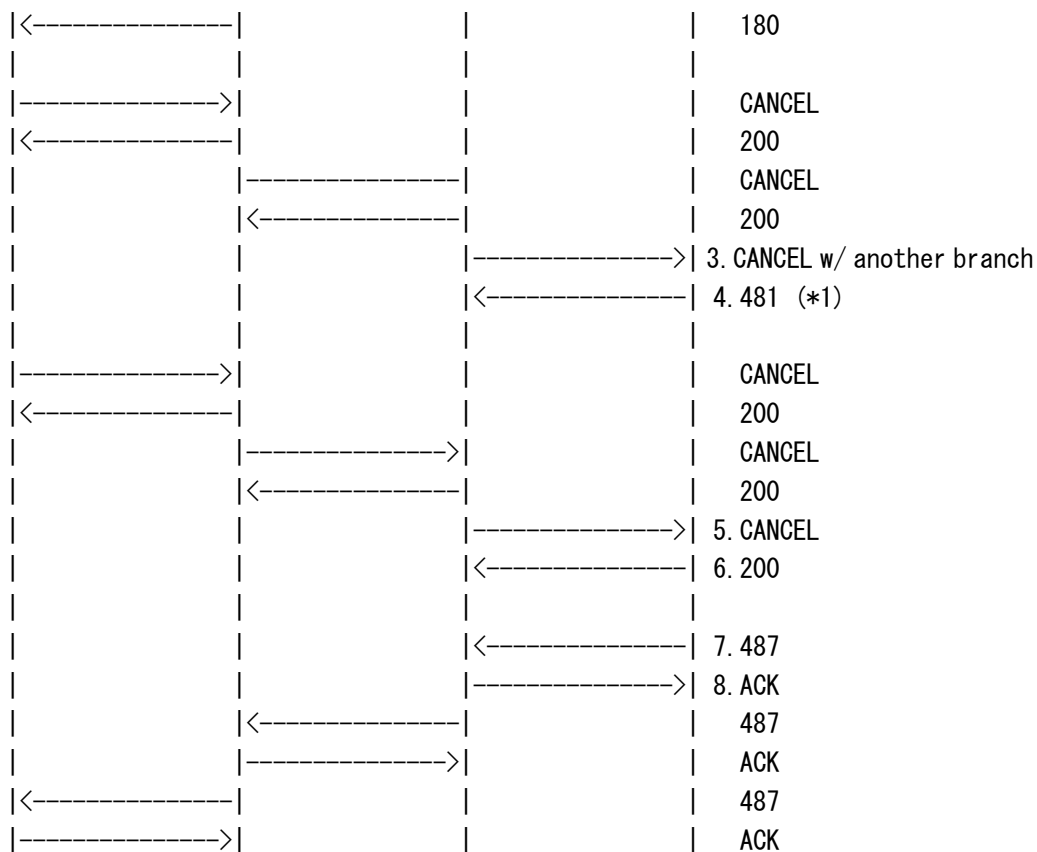 |<---------------|                |                |   180
|                |                |                |
|--------------->|                |                |   CANCEL
|<---------------|                |                |   200
|                |----------------|                |   CANCEL
|                |<---------------|                |   200
|                |                |--------------->| 3.CANCEL w/ another branch
|                |                |<---------------| 4.481 (*1)
|                |                |                |
|--------------->|                |                |   CANCEL
|<---------------|                |                |   200
|                |--------------->|                |   CANCEL
|                |<---------------|                |   200
|                |                |--------------->| 5.CANCEL
|                |                |<---------------| 6.200
|                |                |                |
|                |                |<---------------| 7.487
|                |                |--------------->| 8.ACK
|                |<---------------|                |   487
|                |--------------->|                |   ACK
|<---------------|                |                |   487
|--------------->|                |                |   ACK